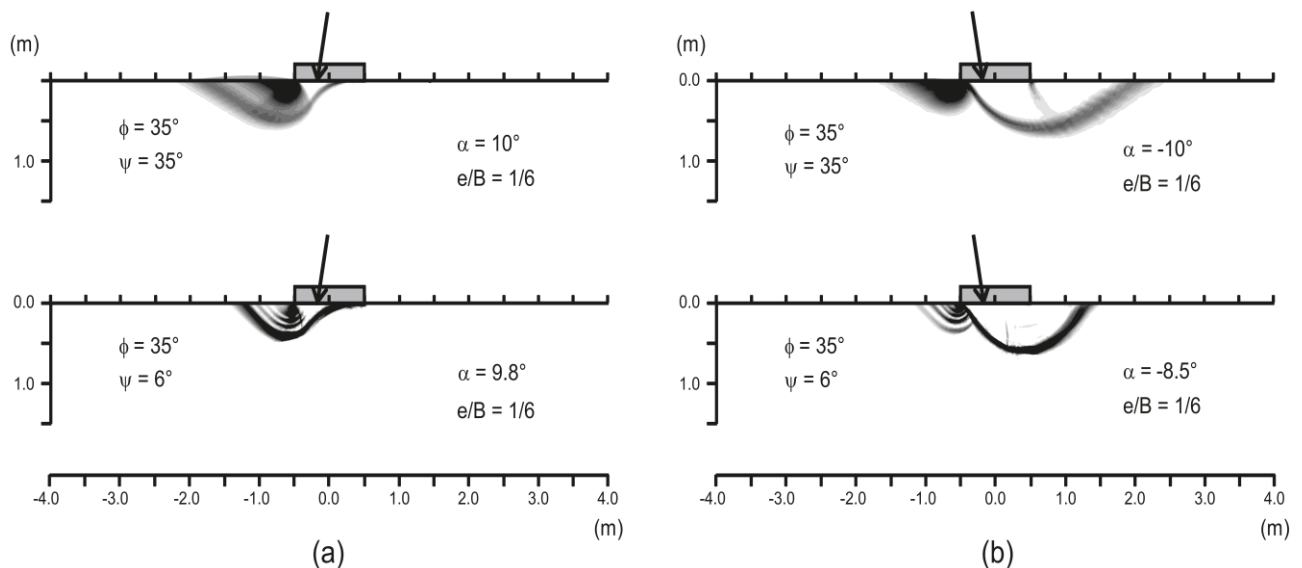 (m)
ϕ = 35°
ψ = 35°
α = 10°
e/B = 1/6
1.0
0.0
ϕ = 35°
ψ = 6°
α = 9.8°
e/B = 1/6
1.0
-4.0 -3.0 -2.0 -1.0 0.0 1.0 2.0 3.0 4.0
(m)
(a)
(m)
0.0
ϕ = 35°
ψ = 35°
α = -10°
e/B = 1/6
1.0
0.0
ϕ = 35°
ψ = 6°
α = -8.5°
e/B = 1/6
1.0
-4.0 -3.0 -2.0 -1.0 0.0 1.0 2.0 3.0 4.0
(m)
(b)